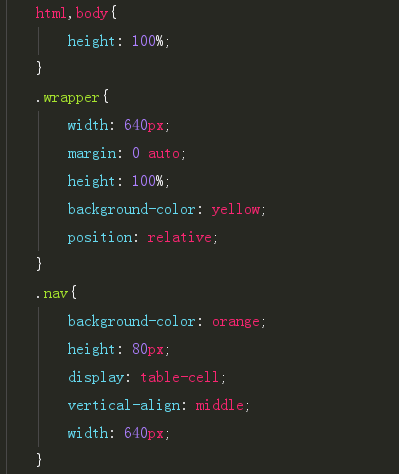 html,body{
height: 100%;
}
.wrapper{
width: 640px;
margin: 0 auto;
height: 100%;
background-color: yellow;
position: relative;
}
.nav{
background-color: orange;
height: 80px;
display: table-cell;
vertical-align: middle;
width: 640px;
}